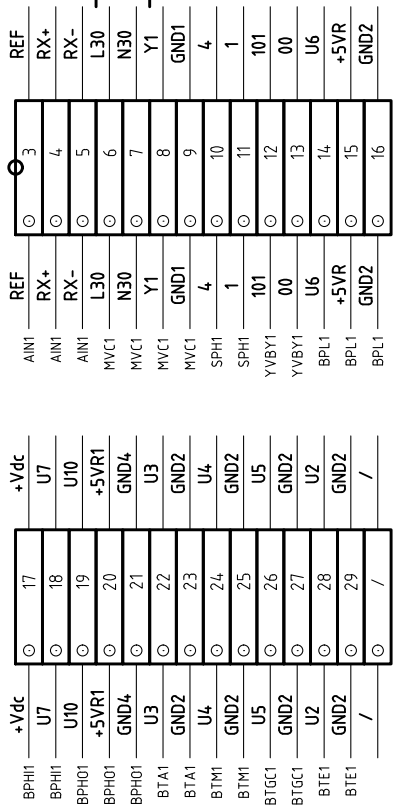 REF RX+ RX- L30 N30 Y1 GND1 4 1 101 00 U6 +5VR GND2
3 4 5 6 7 8 9 10 11 12 13 14 15 16
REF RX+ RX- L30 N30 Y1 GND1 4 1 101 00 U6 +5VR GND2
AIN1 AIN1 AIN1 MVC1 MVC1 MVC1 MVC1 SPH1 SPH1 YVBY1 YVBY1 BPL1 BPL1 BPL1
+Vdc U7 U10 +5VR1 GND4 U3 GND2 U4 GND2 U5 GND2 U2 GND2 /
17 18 19 20 21 22 23 24 25 26 27 28 29 /
+Vdc U7 U10 +5VR1 GND4 U3 GND2 U4 GND2 U5 GND2 U2 GND2 /
BPHI1 BPHI1 BPHO1 BPHO1 BPHO1 BTA1 BTA1 BTM1 BTM1 BTGC1 BTGC1 BTE1 BTE1